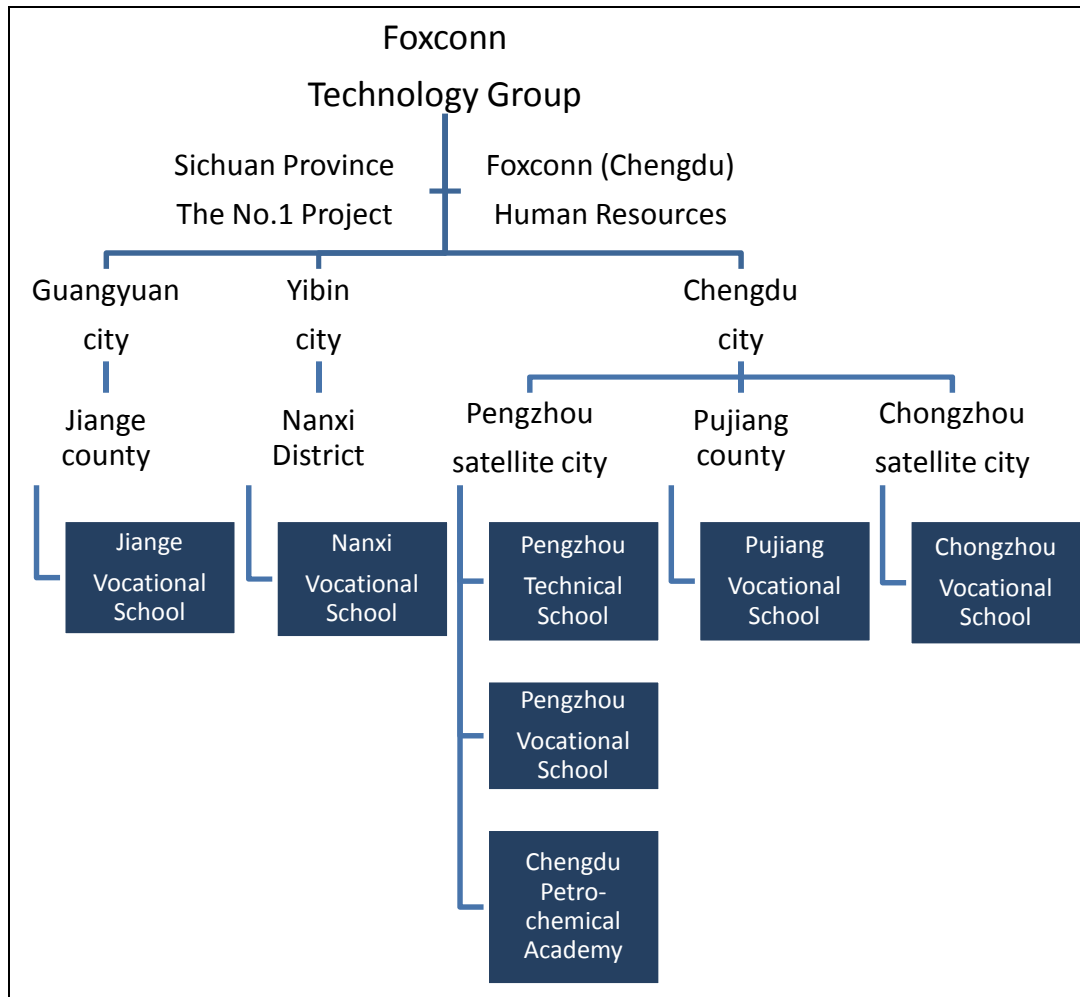 Foxconn
Technology Group
Sichuan Province
The No.1 Project
Foxconn (Chengdu)
Human Resources
Guangyuan
city
Yibin
city
Chengdu
city
Jiange
county
Nanxi
District
Pengzhou
satellite city
Pujiang
county
Chongzhou
satellite city
Jiange
Vocational
School
Nanxi
Vocational
School
Pengzhou
Technical
School
Pujiang
Vocational
School
Chongzhou
Vocational
School
Pengzhou
Vocational
School
Chengdu
Petro-
chemical
Academy